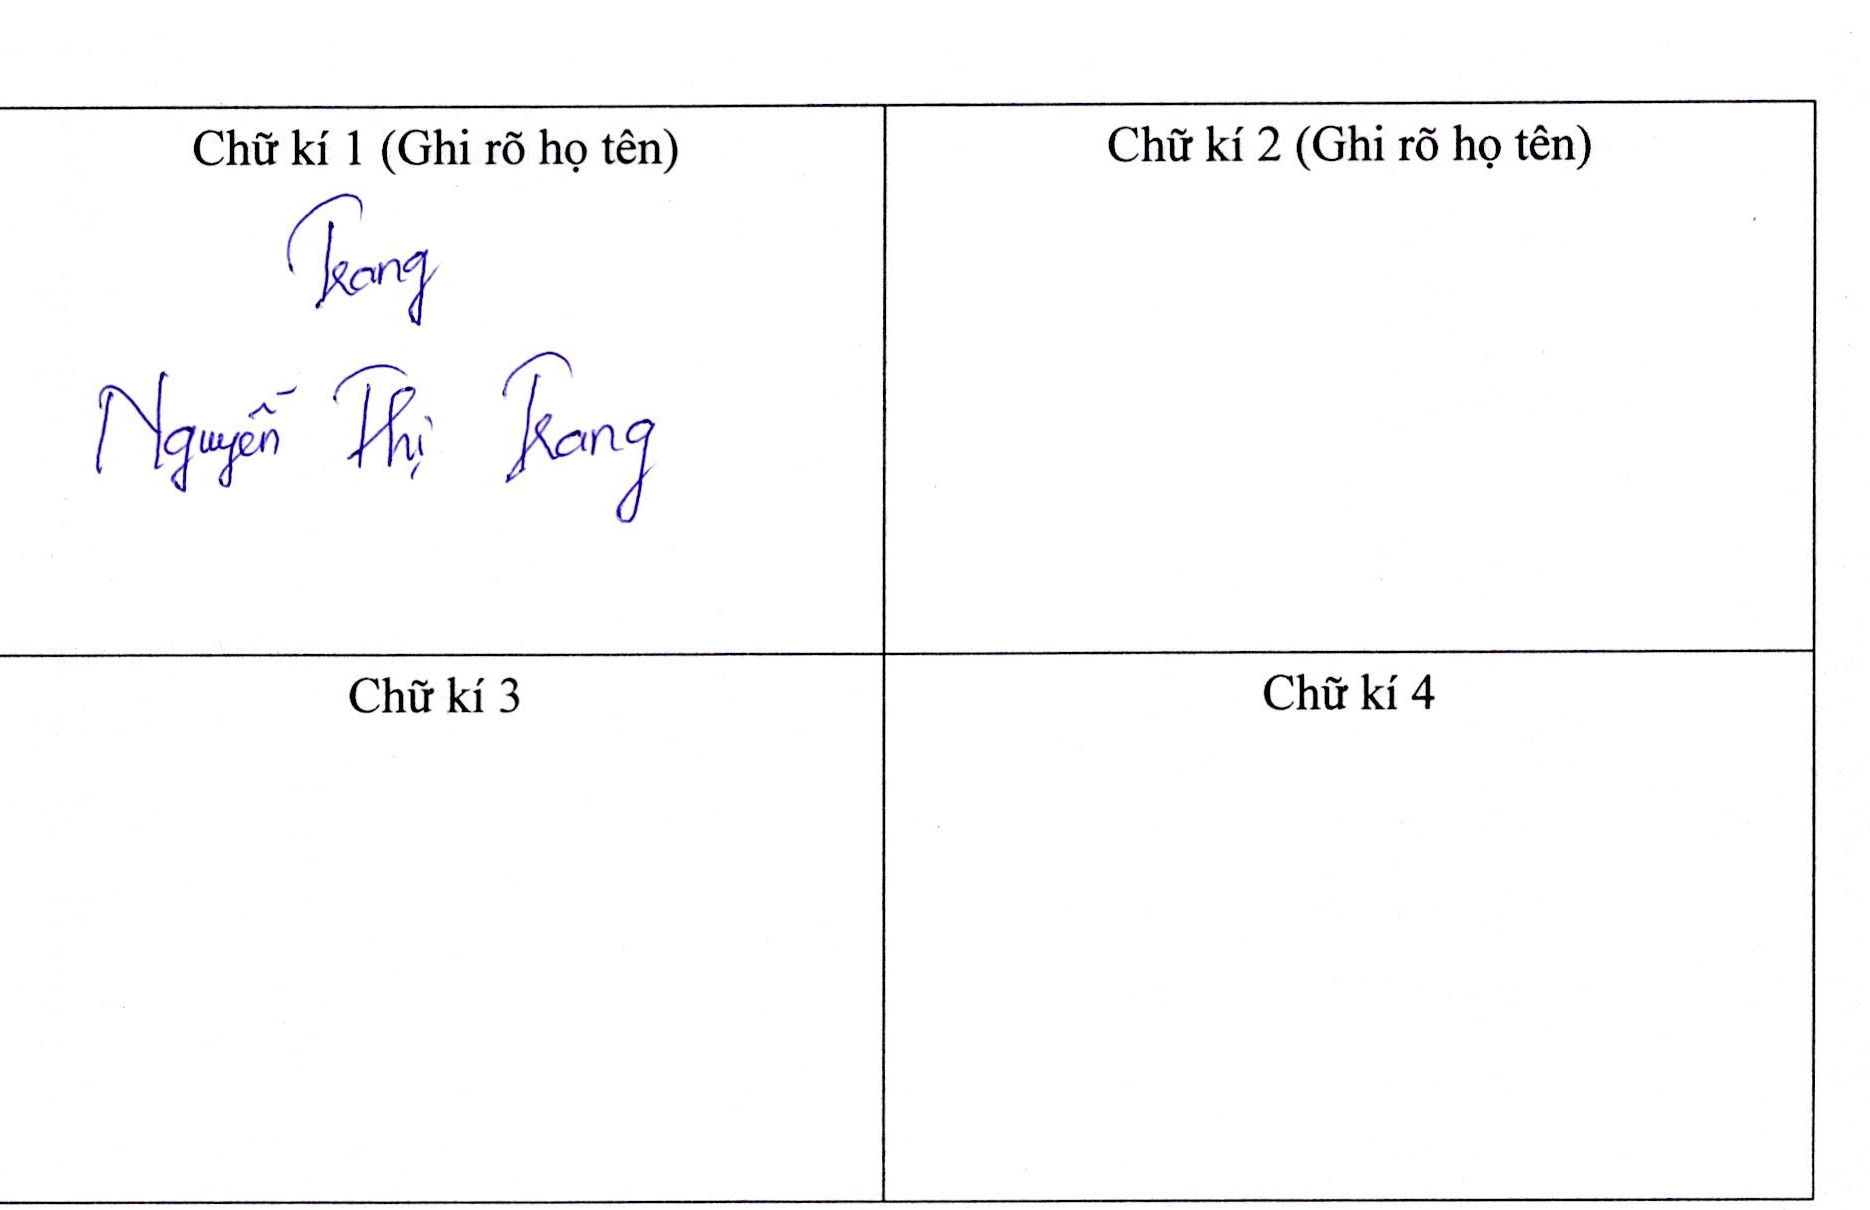 Chữ kí 1 (Ghi rõ họ tên)
Trang
Nguyễn Thị Trang
Chữ kí 2 (Ghi rõ họ tên)
Chữ kí 3
Chữ kí 4